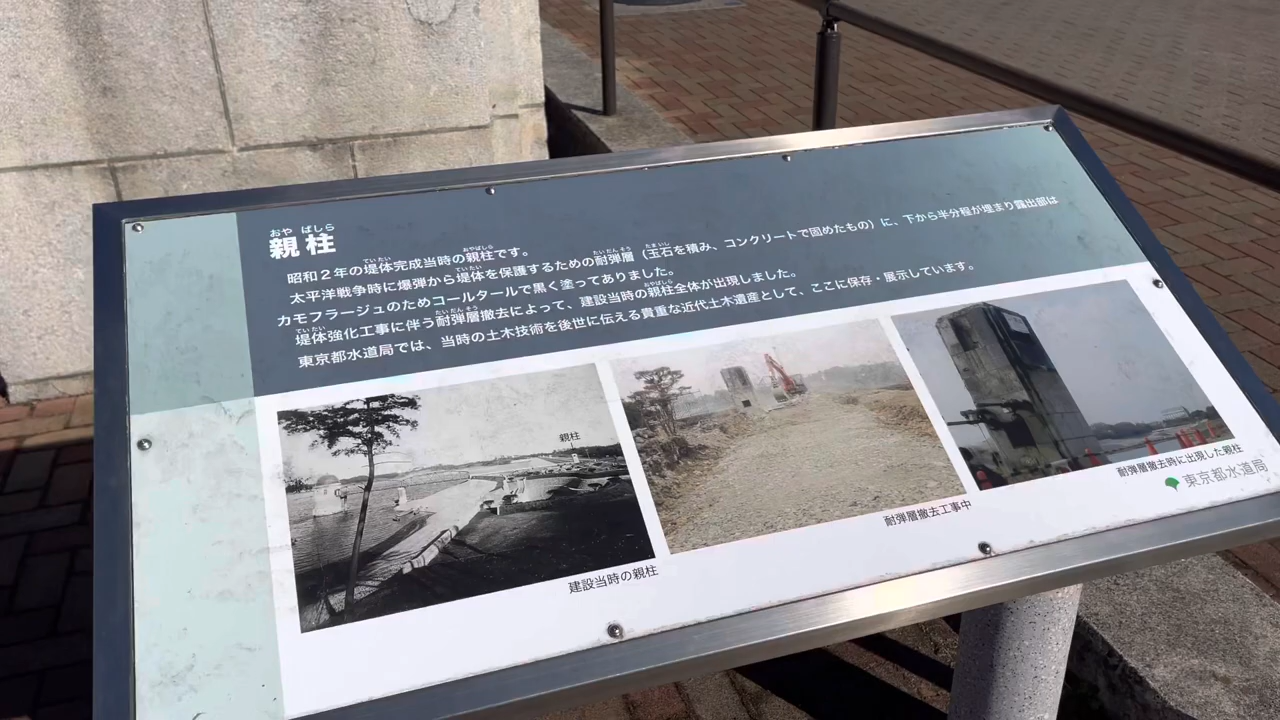 おや ばしら
親柱
昭和2年の堤体完成当時の親柱です。
太平洋戦争時に爆弾から堤体を保護するための耐弾層(玉石を積み、コンクリートで固めたもの)に、下から半分程が埋まり露出部は
カモフラージュのためコールタールで黒く塗ってありました。
堤体強化工事に伴う耐弾層撤去によって、建設当時の親柱全体が出現しました。
東京都水道局では、当時の土木技術を後世に伝える貴重な近代土木遺産として、ここに保存・展示しています。
親柱
建設当時の親柱
耐弾層撤去工事中
耐弾層撤去時に出現した親柱
東京都水道局